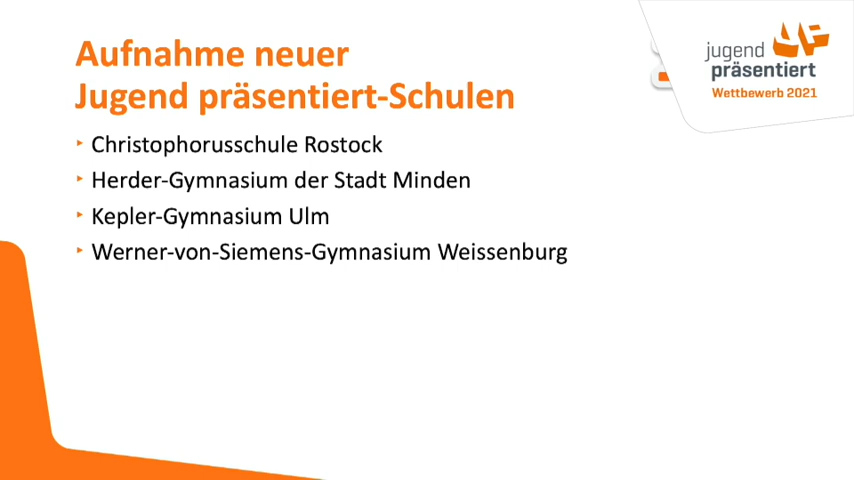 Aufnahme neuer
Jugend präsentiert-Schulen
Christophorusschule Rostock
Herder-Gymnasium der Stadt Minden
Kepler-Gymnasium Ulm
Werner-von-Siemens-Gymnasium Weissenburg
jugend
präsentiert
Wettbewerb 2021